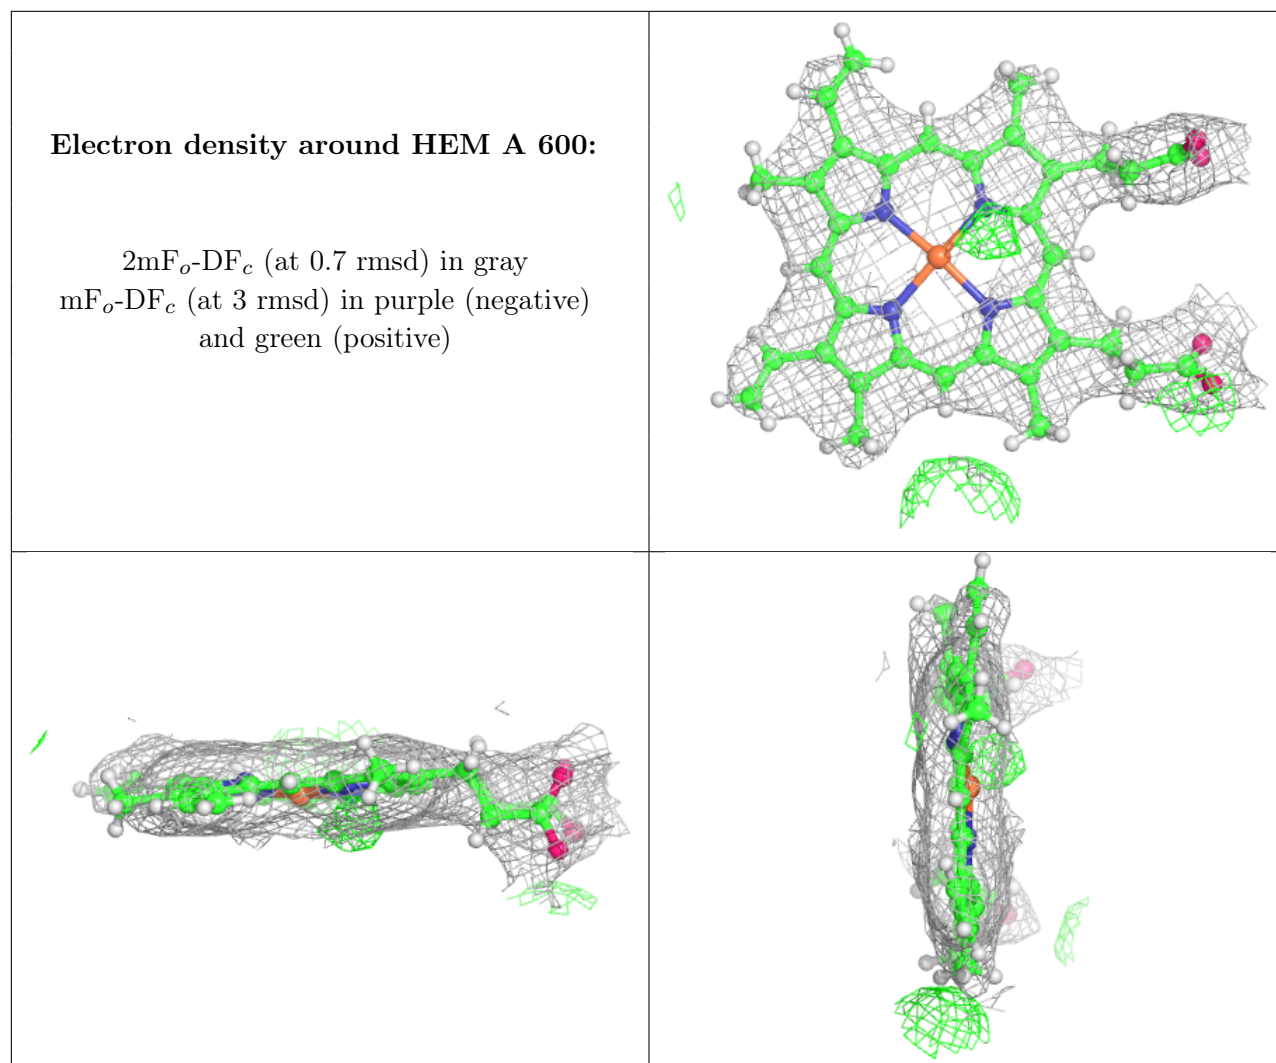 Electron density around HEM A 600:
2mFo-DFc (at 0.7 rmsd) in gray
mFo-DFc (at 3 rmsd) in purple (negative)
and green (positive)